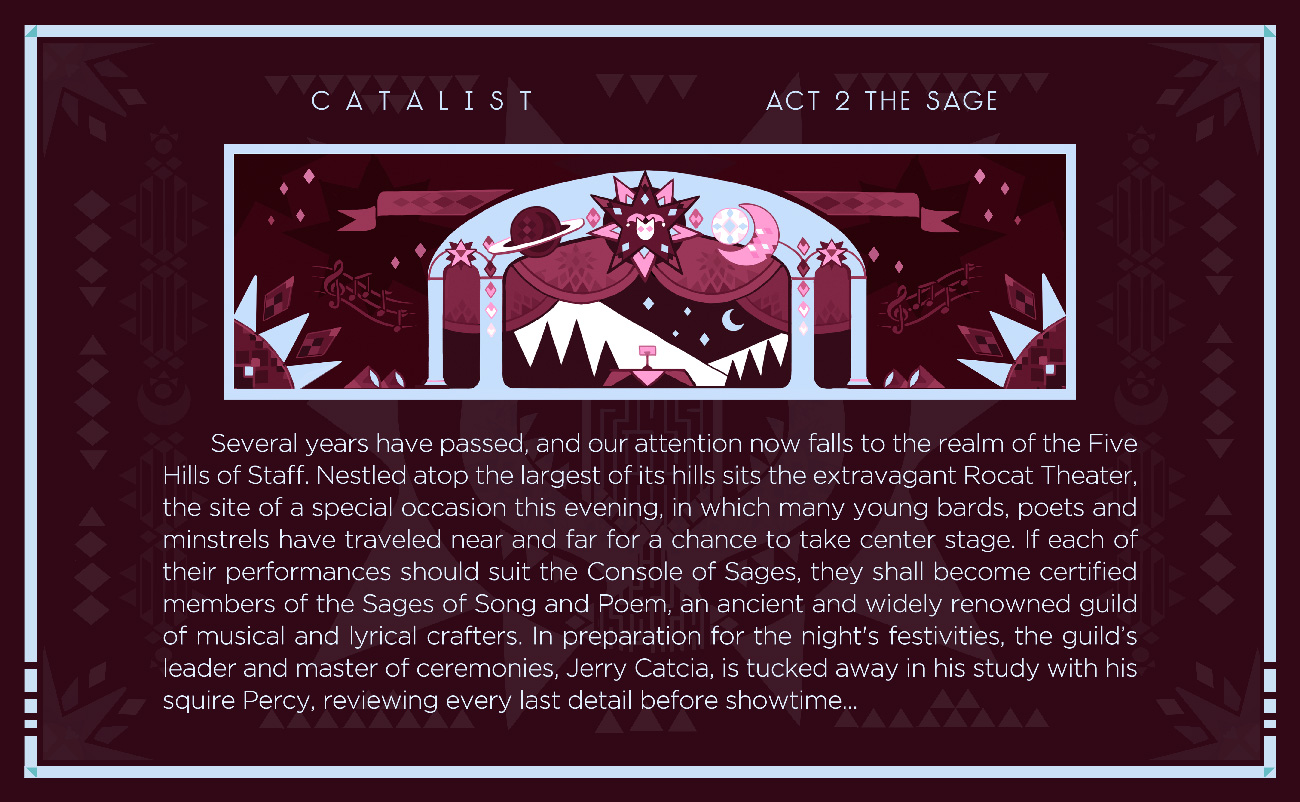 CATALIST
ACT 2 THE SAGE
Several years have passed, and our attention now falls to the realm of the Five
Hills of Staff. Nestled atop the largest of its hills sits the extravagant Rocat Theater,
the site of a special occasion this evening, in which many young bards, poets and
minstrels have traveled near and far for a chance to take center stage. If each of
their performances should suit the Console of Sages, they shall become certified
members of the Sages of Song and Poem, an ancient and widely renowned guild
of musical and lyrical crafters. In preparation for the night's festivities, the guild’s
leader and master of ceremonies, Jerry Catcia, is tucked away in his study with his
squire Percy, reviewing every last detail before showtime...